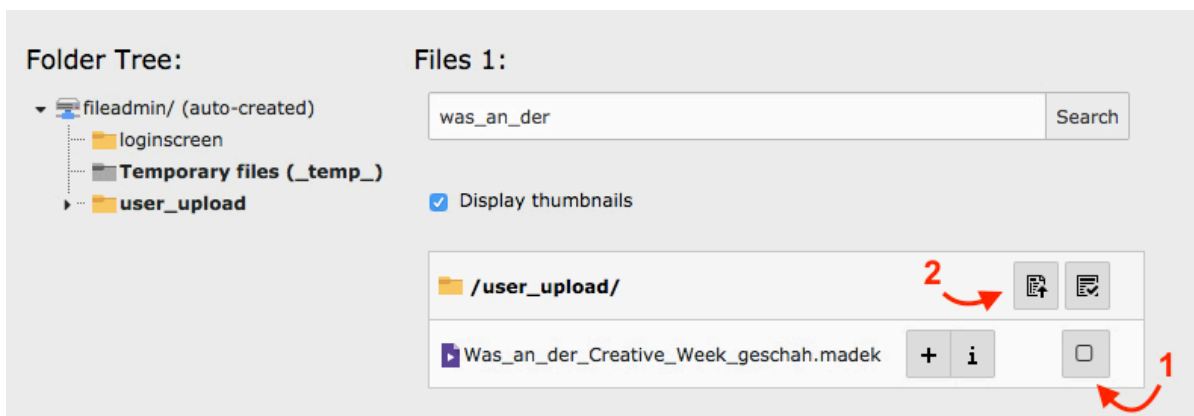 Folder Tree:
fileadmin/ (auto-created)
loginscreen
Temporary files (_temp_)
user_upload
Files 1:
was_an_der
Search
Display thumbnails
/user_upload/
2
Was_an_der_Creative_Week_geschah.madek
+ i
1